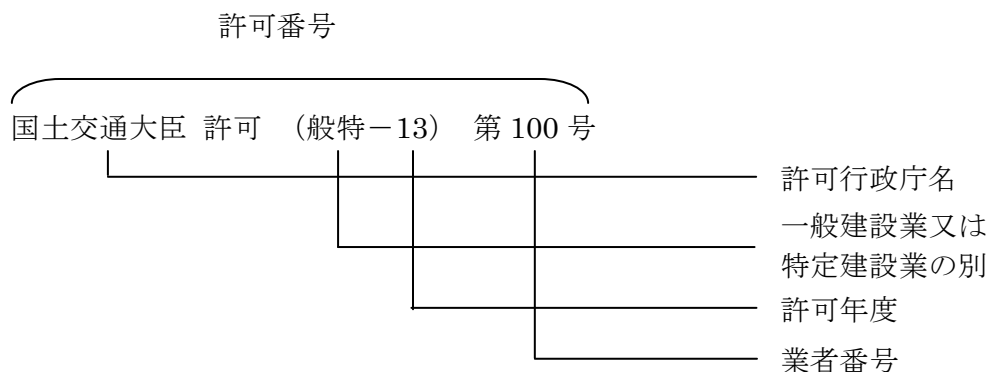 許可番号
国土交通大臣 許可 （般特－13） 第 100 号
許可行政庁名
一般建設業又は
特定建設業の別
許可年度
業者番号